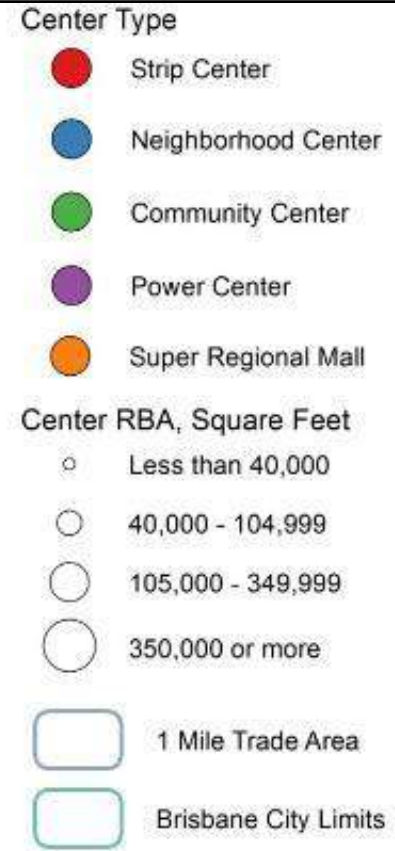 Center Type
Strip Center
Neighborhood Center
Community Center
Power Center
Super Regional Mall
Center RBA, Square Feet
Less than 40,000
40,000 - 104,999
105,000 - 349,999
350,000 or more
1 Mile Trade Area
Brisbane City Limits